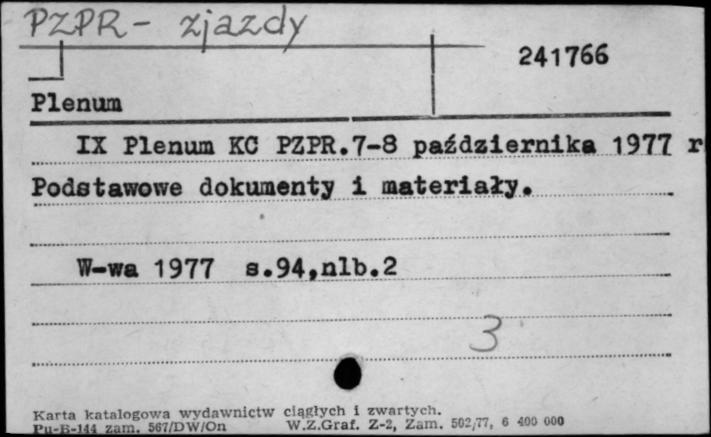 PZPR - zjazdy
241766
Plenum
IX Plenum KC PZPR.7-8 października 1977 r
Podstawowe dokumenty i materiały.
W-wa 1977 s.94,nlb.2
3
Karta katalogowa wydawnictw ciągłych i zwartych.
Pu-B-144 zam. 567/DW/On W.Z.Graf. Z-2, Zam. 502/77, 6 400 000